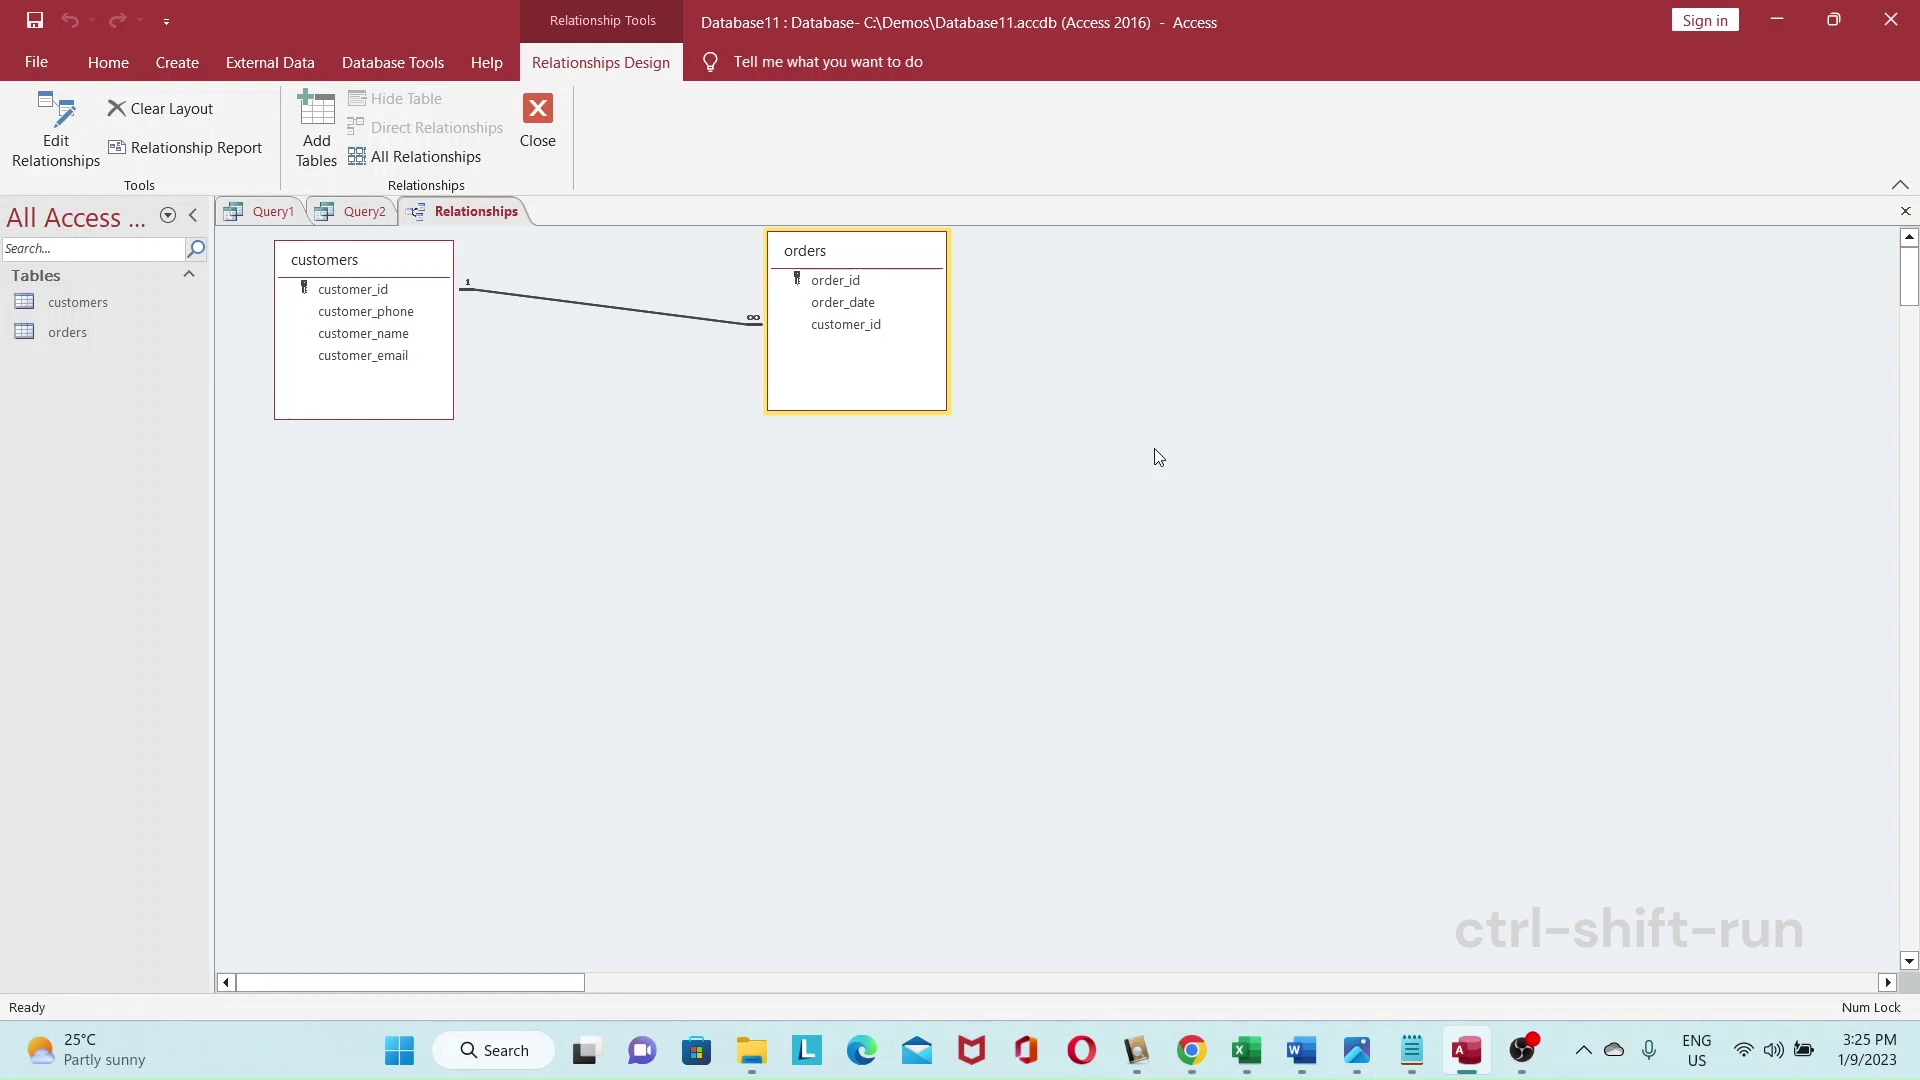 Relationship Tools
Database11 : Database- C:\Demos\Database11.accdb (Access 2016)  -  Access
Sign in
File
Home
Create
External Data
Database Tools
Help
Relationships Design
Tell me what you want to do
Edit
Relationships
Clear Layout
Relationship Report
Tools
Add
Tables
Hide Table
Direct Relationships
All Relationships
Close
Relationships
All Access ...
Search...
Tables
customers
orders
Query1
Query2
Relationships
customers
customer_id
customer_phone
customer_name
customer_email
1
∞
orders
order_id
order_date
customer_id
ctrl-shift-run
Ready
Num Lock
25°C
Partly sunny
Search
ENG
US
3:25 PM
1/9/2023